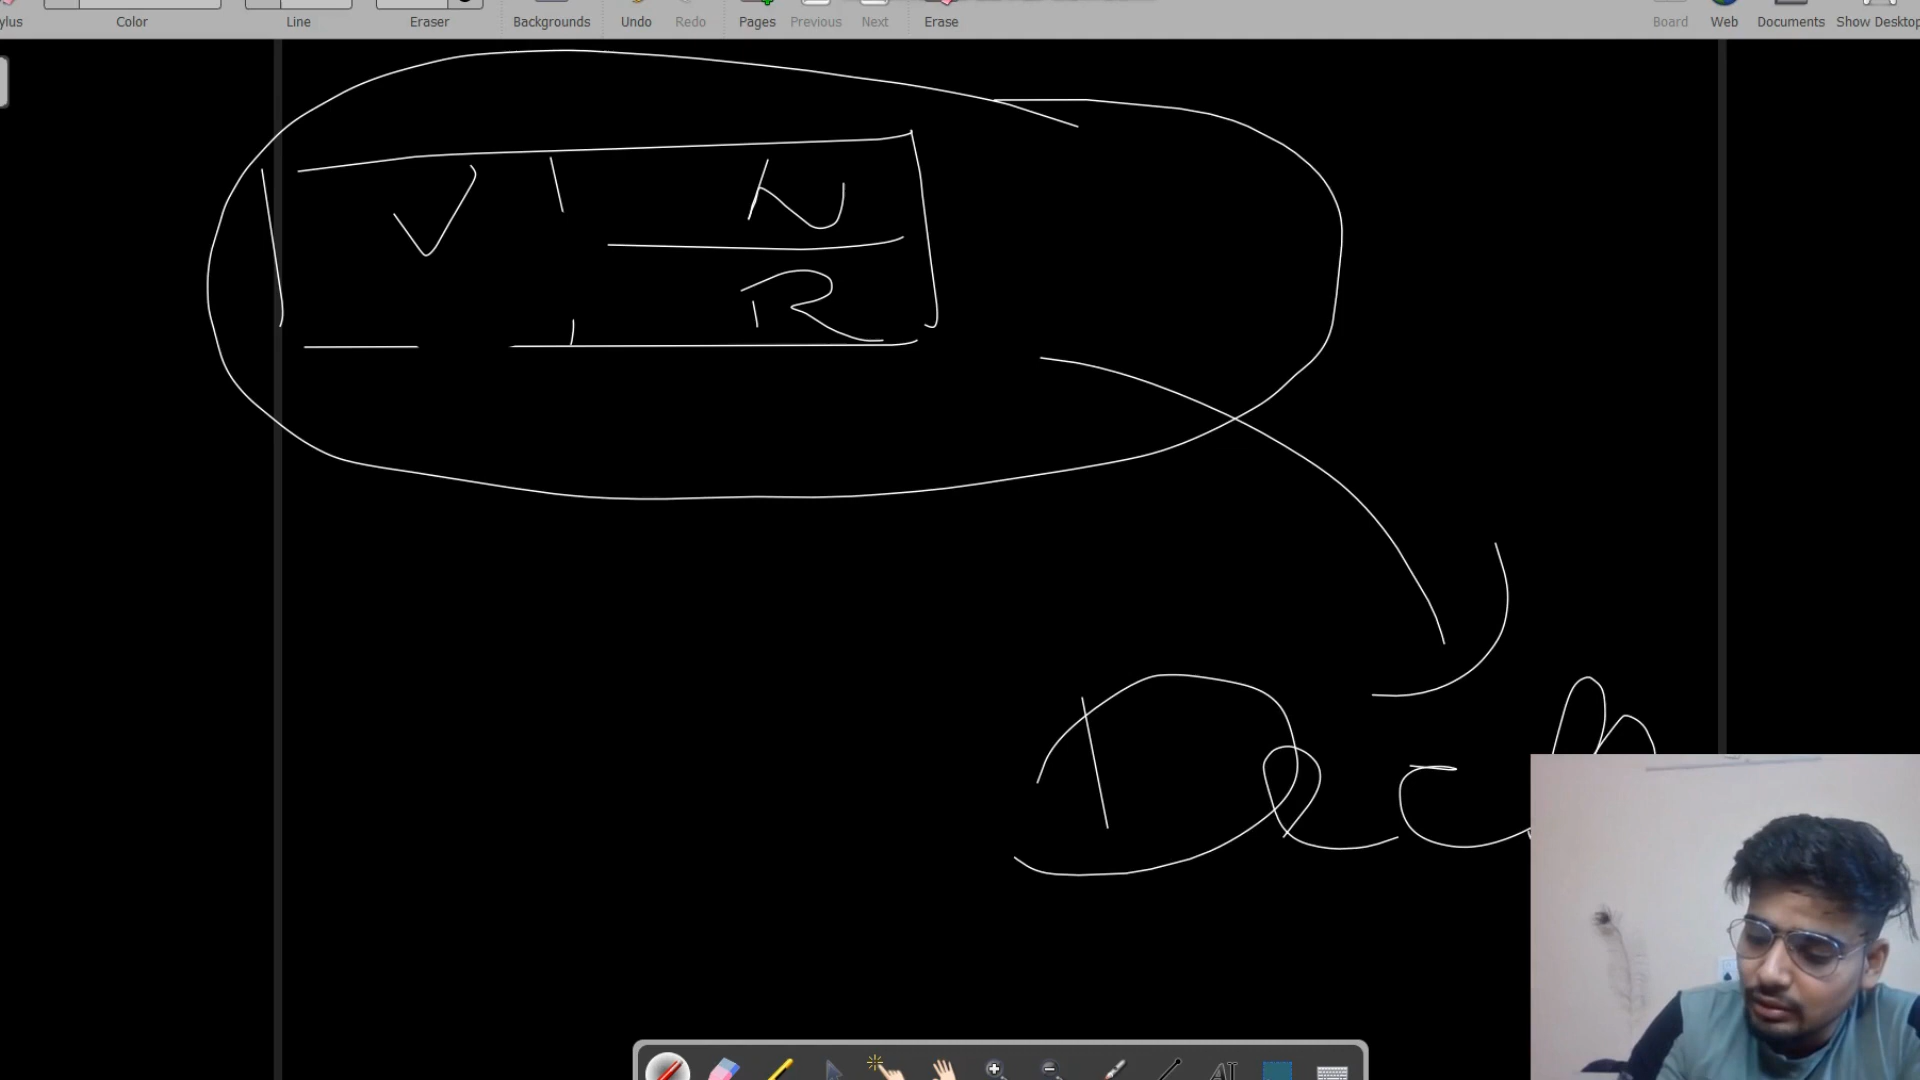 ylus Color Line Eraser Backgrounds Undo Redo Pages Previous Next Erase Board Web Documents Show Desktop
V N
R
Dec